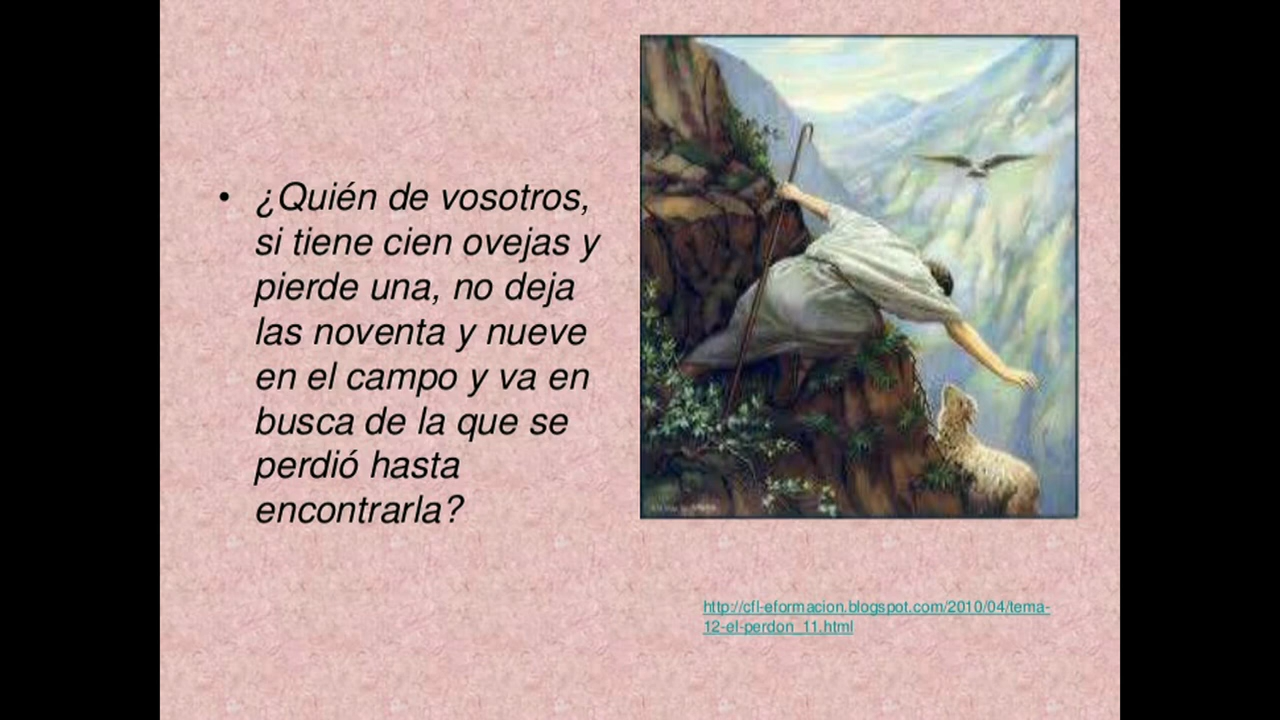 • ¿Quién de vosotros,
si tiene cien ovejas y
pierde una, no deja
las noventa y nueve
en el campo y va en
busca de la que se
perdió hasta
encontrarla?
http://cfl-eformacion.blogspot.com/2010/04/tema-
12-el-perdon_11.html